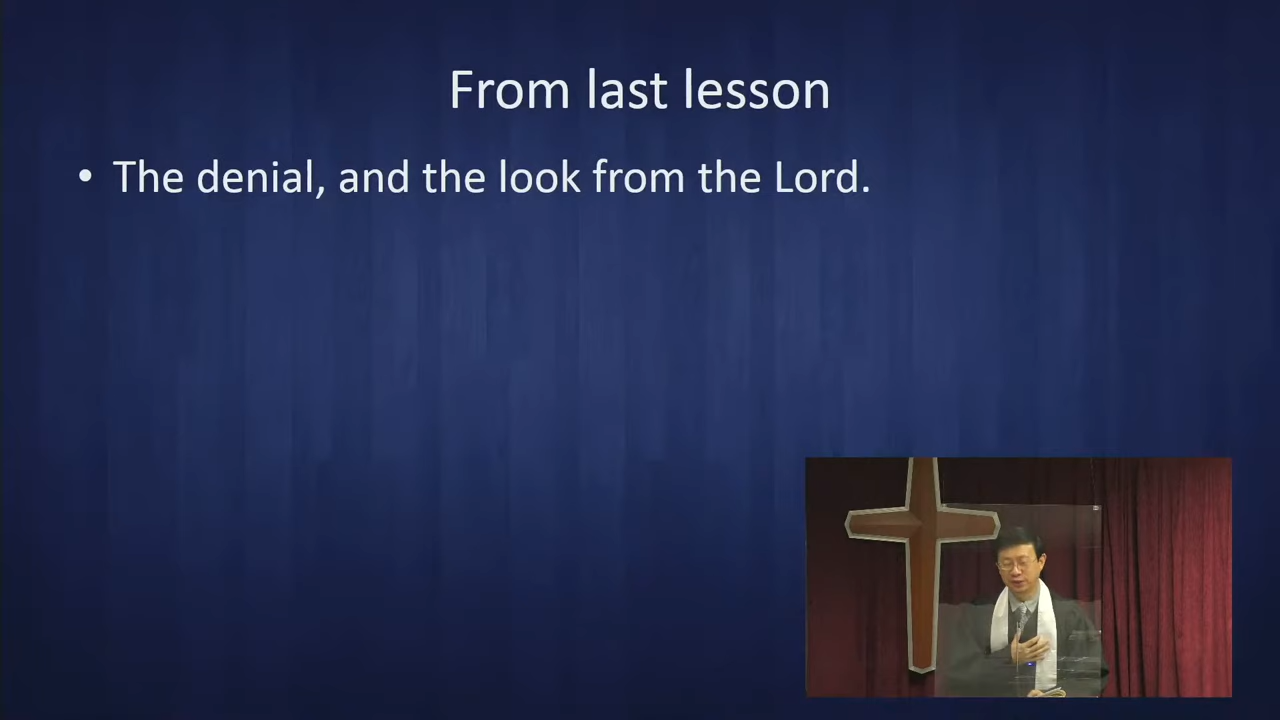 From last lesson
• The denial, and the look from the Lord.